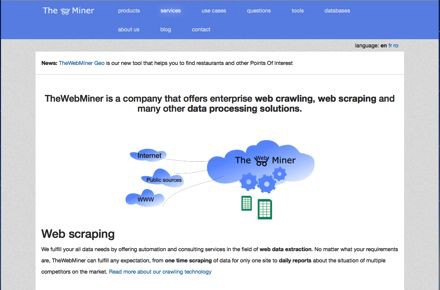 The Web Miner
products services use cases questions tools databases
about us blog contact
language: en fr ro
News: TheWebMiner Geo is our new tool that helps you to find restaurants and other Points Of Interest
TheWebMiner is a company that offers enterprise web crawling, web scraping and
many other data processing solutions.
Internet
Public sources
WWW
The Web Miner
Web scraping
We fulfill your all data needs by offering automation and consulting services in the field of web data extraction. No matter what your requirements
are, TheWebMiner can fulfill any expectation, from one time scraping of data for only one site to daily reports about the situation of multiple
competitors on the market. Read more about our crawling technology